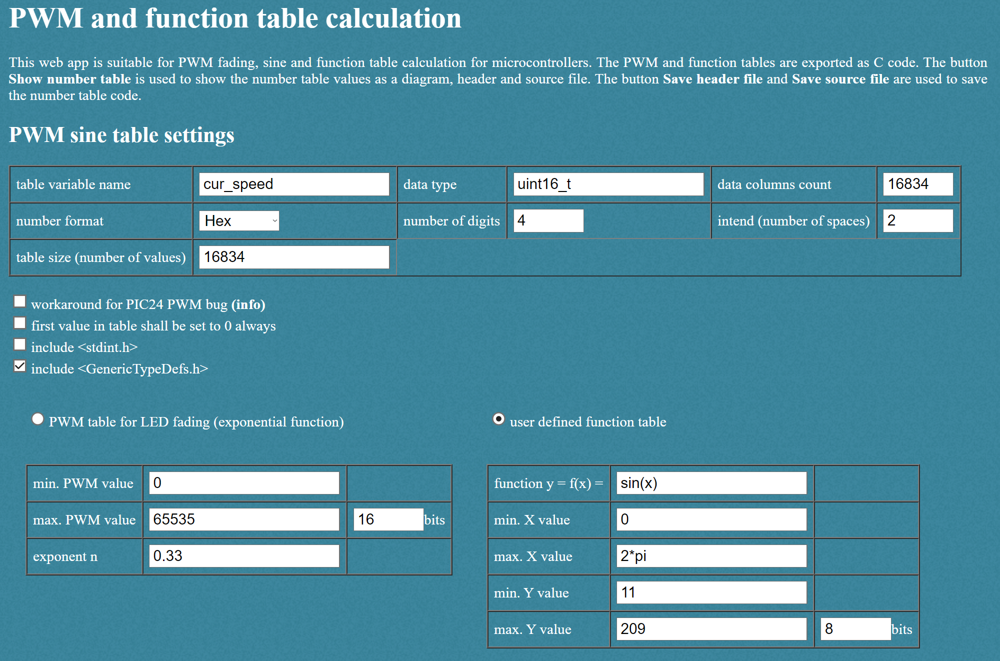 PWM and function table calculation
This web app is suitable for PWM fading, sine and function table calculation for microcontrollers. The PWM and function tables are exported as C code. The button
Show number table is used to show the number table values as a diagram, header and source file. The button Save header file and Save source file are used to save
the number table code.
PWM sine table settings
table variable name cur_speed data type uint16_t data columns count 16834
number format Hex number of digits 4 intend (number of spaces) 2
table size (number of values) 16834
workaround for PIC24 PWM bug (info)
first value in table shall be set to 0 always
include <stdint.h>
include <GenericTypeDefs.h>
PWM table for LED fading (exponential function)
min. PWM value 0
max. PWM value 65535 16 bits
exponent n 0.33
user defined function table
function y = f(x) = sin(x)
min. X value 0
max. X value 2*pi
min. Y value 11
max. Y value 209 8 bits